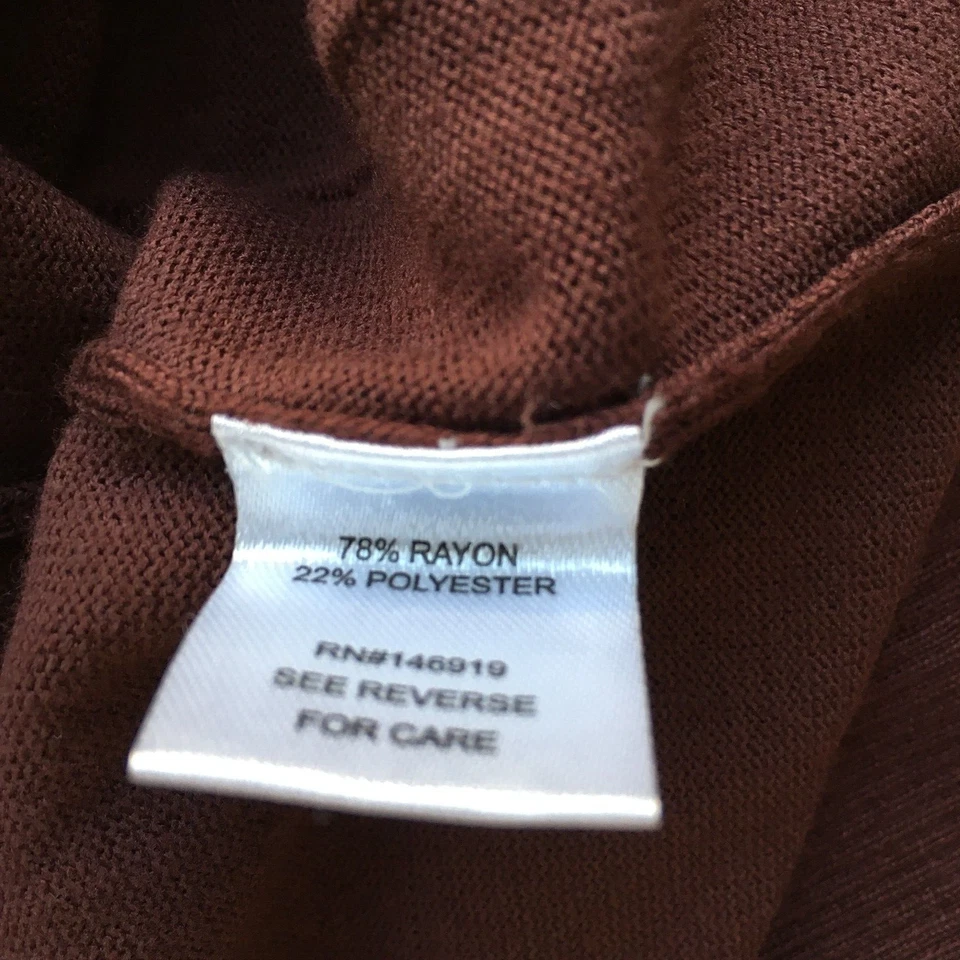 78% RAYON
22% POLYESTER
RN#146919
SEE REVERSE
FOR CARE